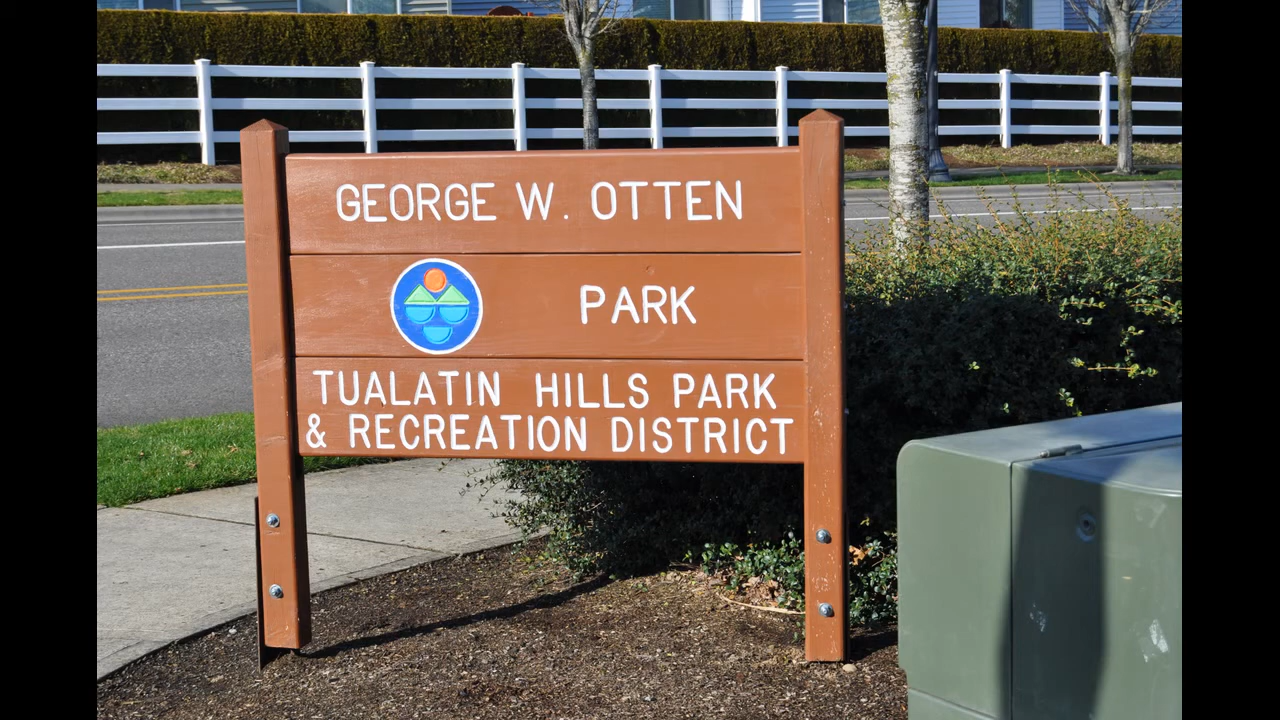 GEORGE W. OTTEN
PARK
TUALATIN HILLS PARK
& RECREATION DISTRICT